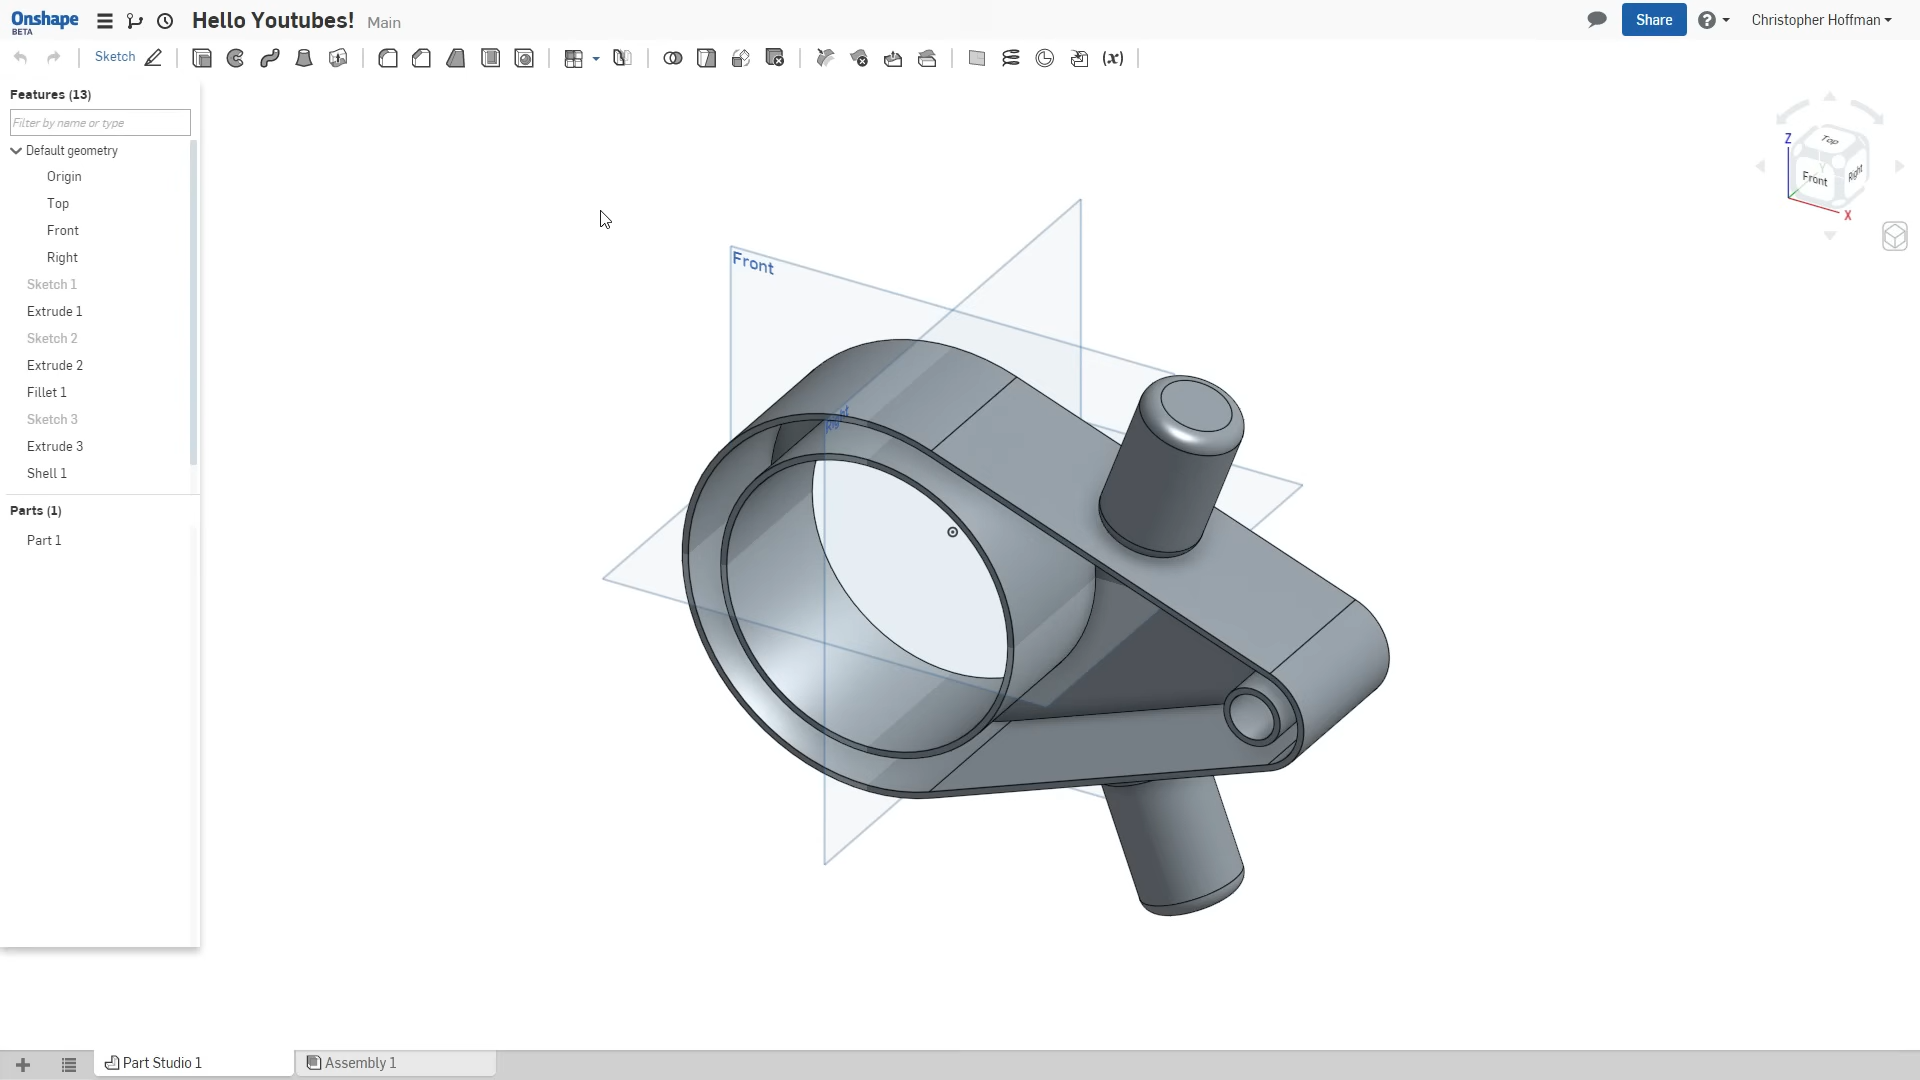 Onshape
BETA
Hello Youtubes! Main
Share
Christopher Hoffman
Sketch
(x)
Features (13)
Filter by name or type
Default geometry
Origin
Top
Front
Right
Sketch 1
Extrude 1
Sketch 2
Extrude 2
Fillet 1
Sketch 3
Extrude 3
Shell 1
Parts (1)
Part 1
Front
Right
Z
Top
Y
Front
Right
X
Part Studio 1
Assembly 1